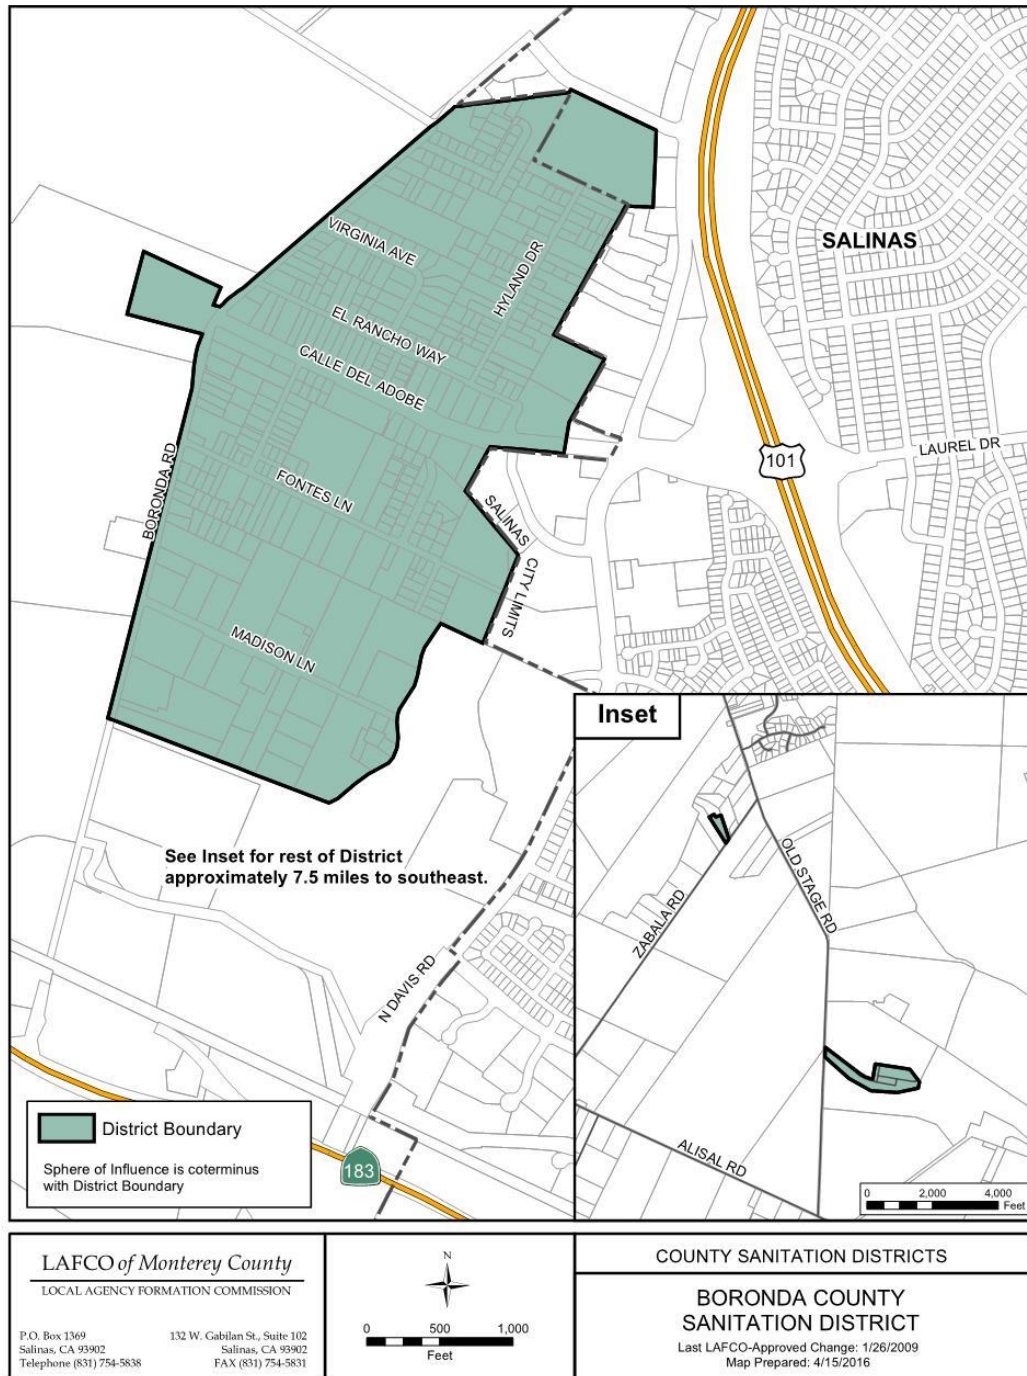 VIRGINIA AVE
HYLAND DR
SALINAS
EL RANCHO WAY
CALLE DEL ADOBE
LAUREL DR
101
BORONDA RD
FONTES LN
SALINAS CITY LIMITS
MADISON LN
Inset
See Inset for rest of District
approximately 7.5 miles to southeast.
OLD STAGE RD
ZABALA RD
N DAVIS RD
ALISAL RD
District Boundary
Sphere of Influence is coterminus
with District Boundary
183
0 2,000 4,000
Feet
LAFCO of Monterey County
LOCAL AGENCY FORMATION COMMISSION
P.O. Box 1369 132 W. Gabilan St., Suite 102
Salinas, CA 93902 Salinas, CA 93902
Telephone (831) 754-5838 FAX (831) 754-5831
N
0 500 1,000
Feet
COUNTY SANITATION DISTRICTS
BORONDA COUNTY
SANITATION DISTRICT
Last LAFCO-Approved Change: 1/26/2009
Map Prepared: 4/15/2016